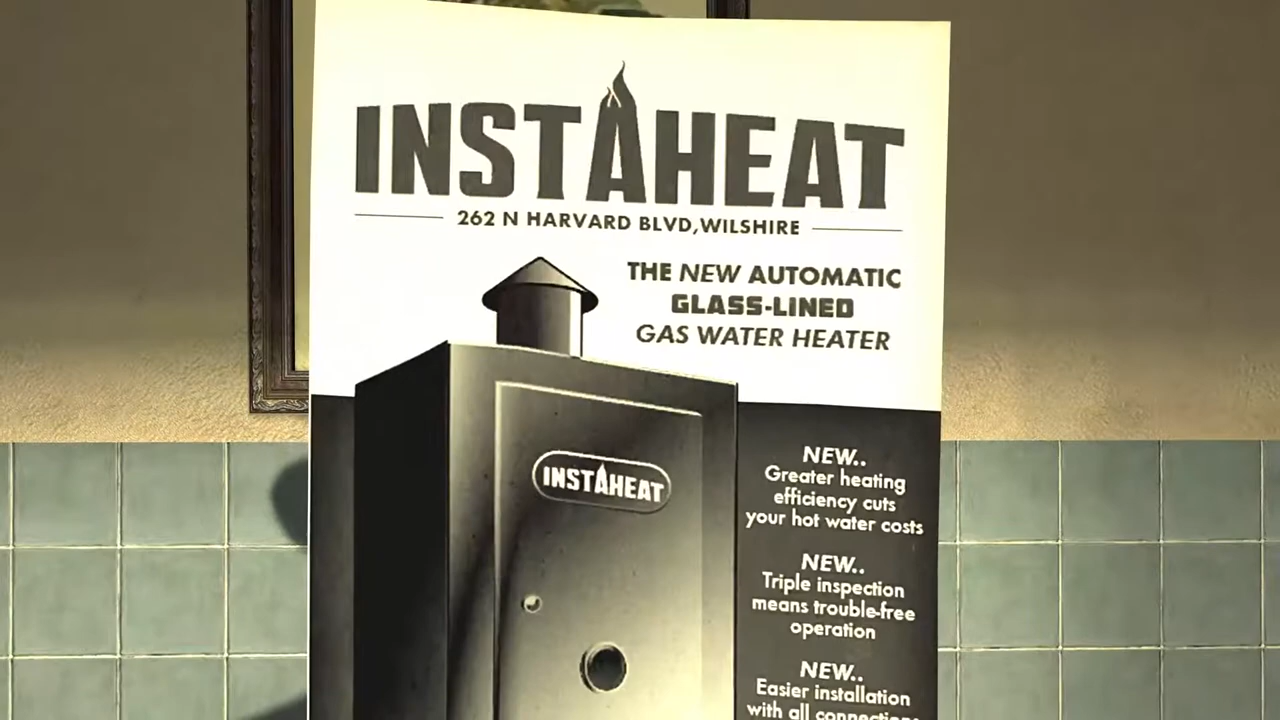 INSTAHEAT
262 N HARVARD BLVD, WILSHIRE
THE NEW AUTOMATIC
GLASS-LINED
GAS WATER HEATER
INSTAHEAT
NEW..
Greater heating
efficiency cuts
your hot water costs
NEW..
Triple inspection
means trouble-free
operation
NEW..
Easier installation
with all connections